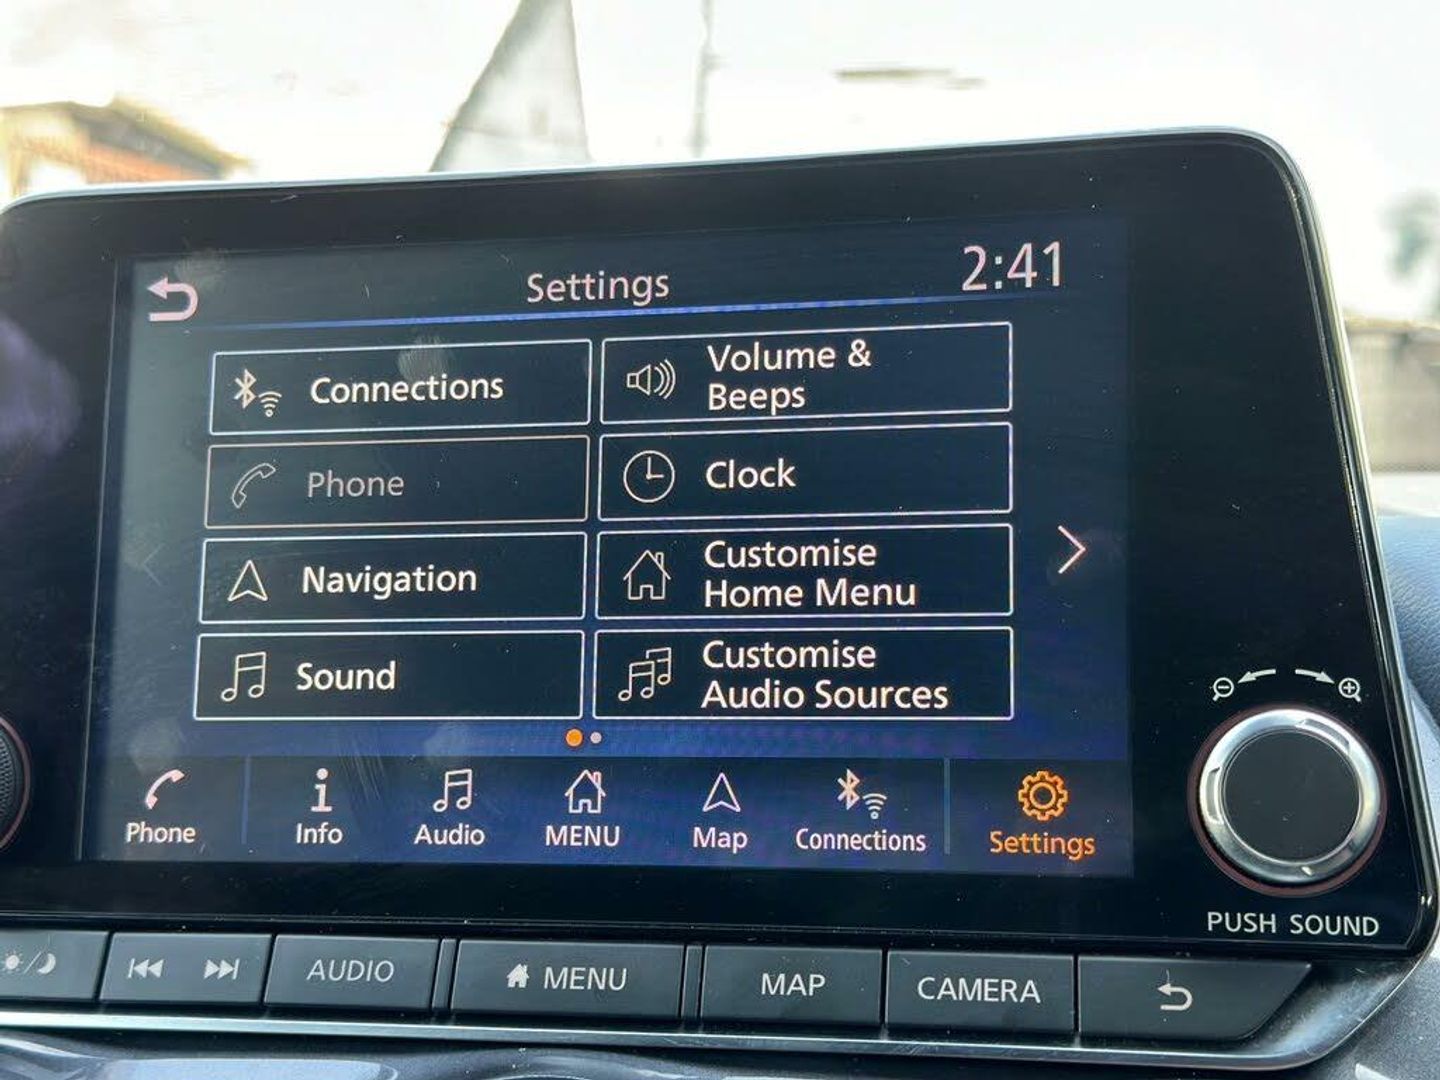 Settings
2:41
Connections
Volume &
Beeps
Phone
Clock
Navigation
Customise
Home Menu
Sound
Customise
Audio Sources
Phone
Info
Audio
MENU
Map
Connections
Settings
PUSH SOUND
AUDIO
MENU
MAP
CAMERA